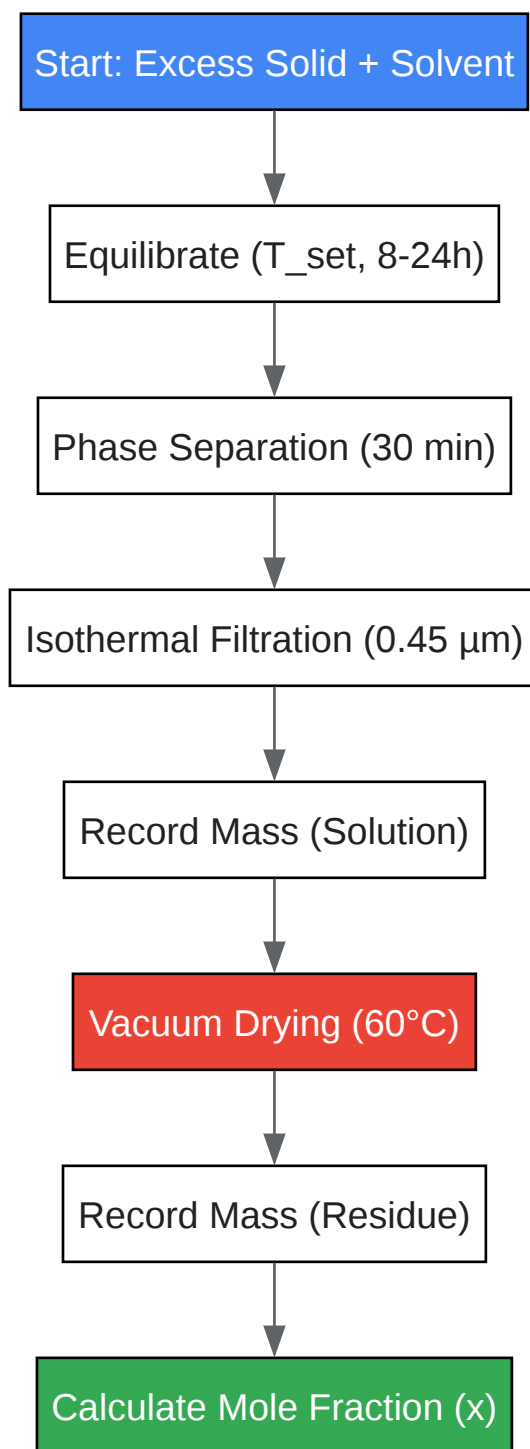 Start: Excess Solid + Solvent
Equilibrate (T_set, 8-24h)
Phase Separation (30 min)
Isothermal Filtration (0.45 µm)
Record Mass (Solution)
Vacuum Drying (60°C)
Record Mass (Residue)
Calculate Mole Fraction (x)